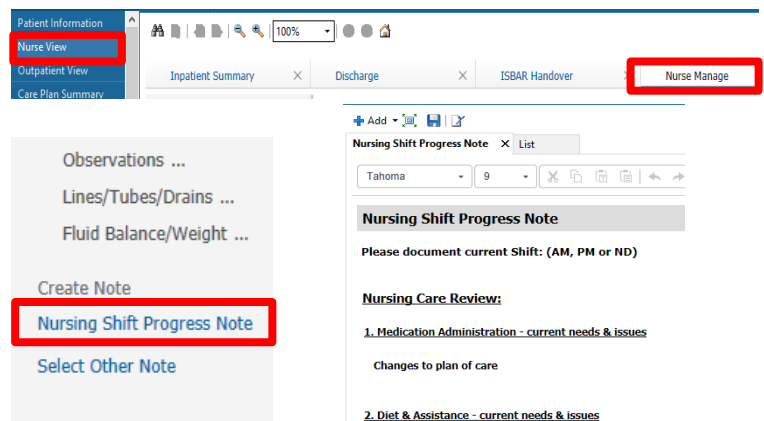 Patient Information
Nurse View
Outpatient View
Care Plan Summary
100%
Inpatient Summary
Discharge
ISBAR Handover
Nurse Manage
Observations ...
Lines/Tubes/Drains ...
Fluid Balance/Weight ...
Create Note
Nursing Shift Progress Note
Select Other Note
Add
Nursing Shift Progress Note X List
Tahoma 9
Nursing Shift Progress Note
Please document current Shift: (AM, PM or ND)
Nursing Care Review:
1. Medication Administration - current needs & issues
Changes to plan of care
2. Diet & Assistance - current needs & issues